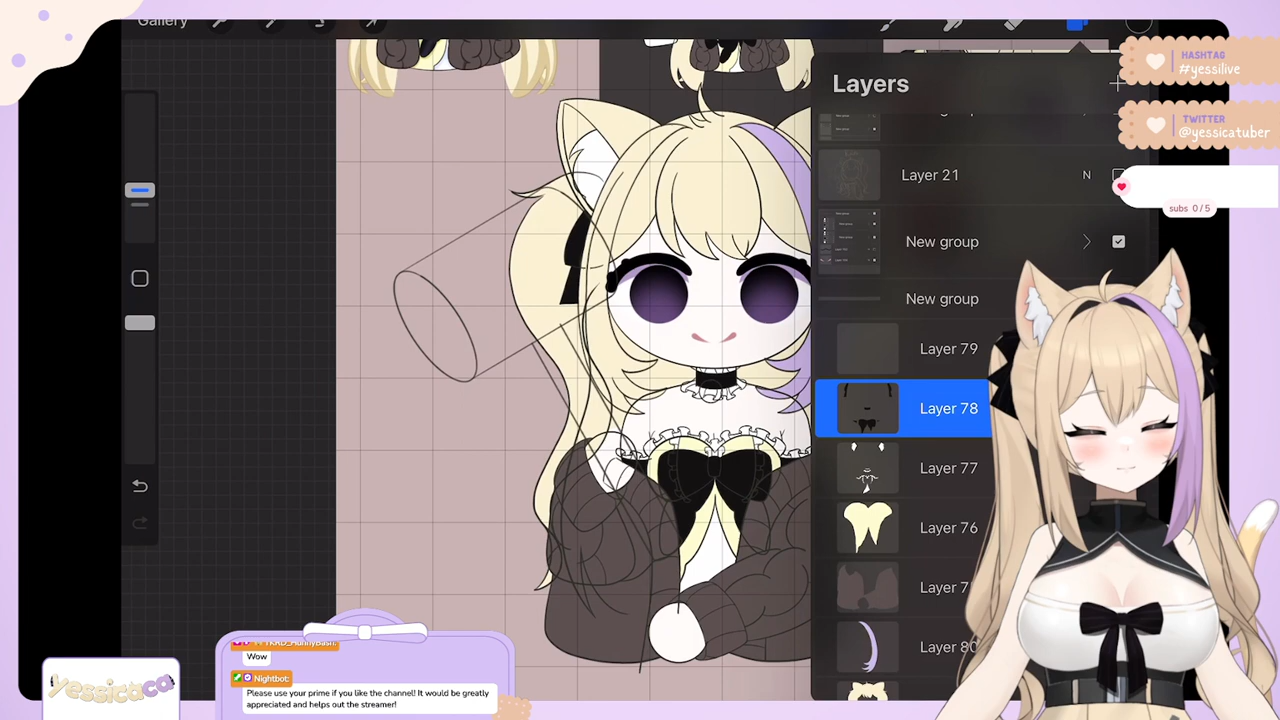 Gallery
Layers
HASHTAG
#yessilive
TWITTER
@yessicatuber
subs 0/5
Layer 21
N
New group
New group
Layer 79
Layer 78
Layer 77
Layer 76
Layer
Layer 80
Wow
Nightbot:
Please use your prime if you like the channel! It would be greatly
appreciated and helps out the streamer!
yessicaca